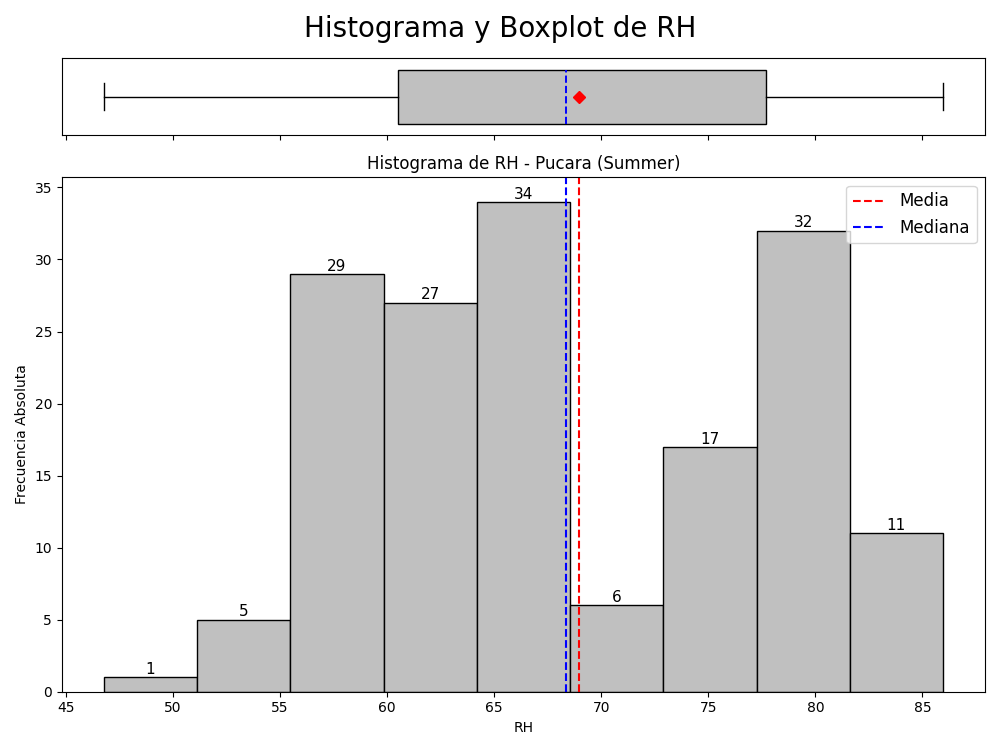 Histograma y Boxplot de RH
Histograma de RH - Pucara (Summer)
Media
Mediana
Frecuencia Absoluta
35
30
25
20
15
10
5
0
1
5
29
27
34
6
17
32
11
45 50 55 60 65 70 75 80 85
RH